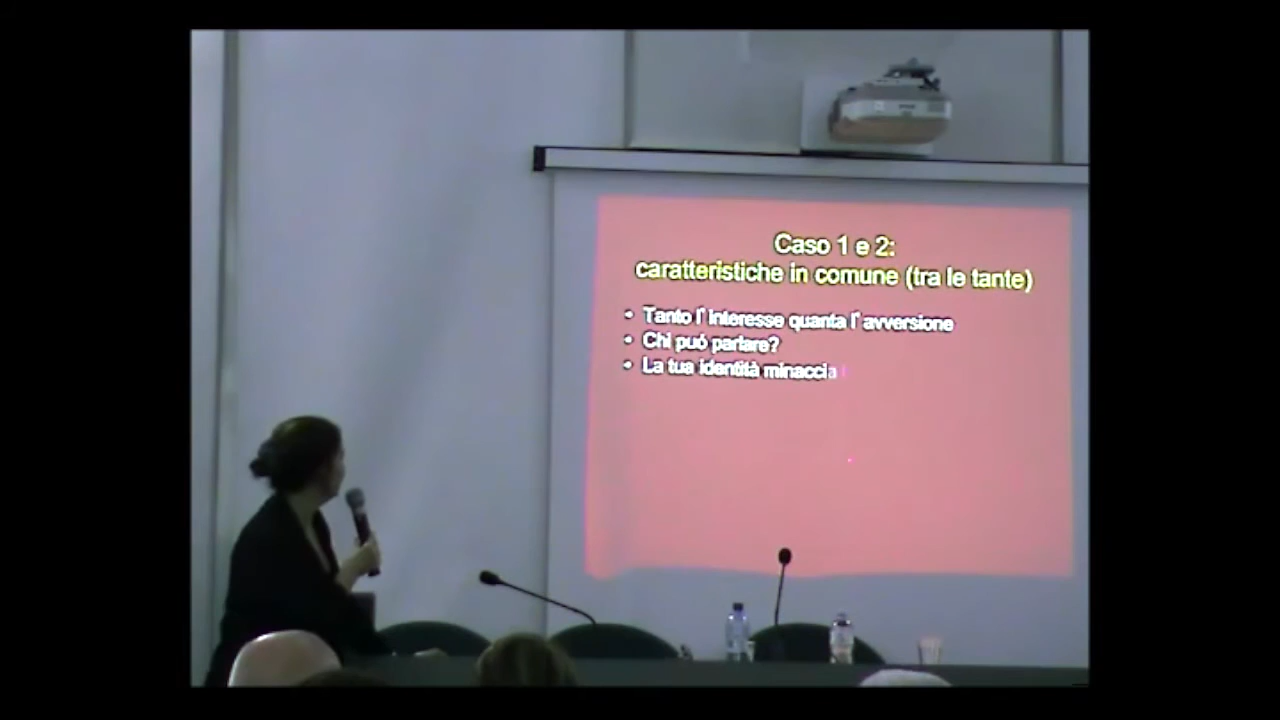 Caso 1 e 2:
caratteristiche in comune (tra le tante)
• Tanto l'interesse quanta l'avversione
• Chi puó parlare?
• La tua identità minaccia